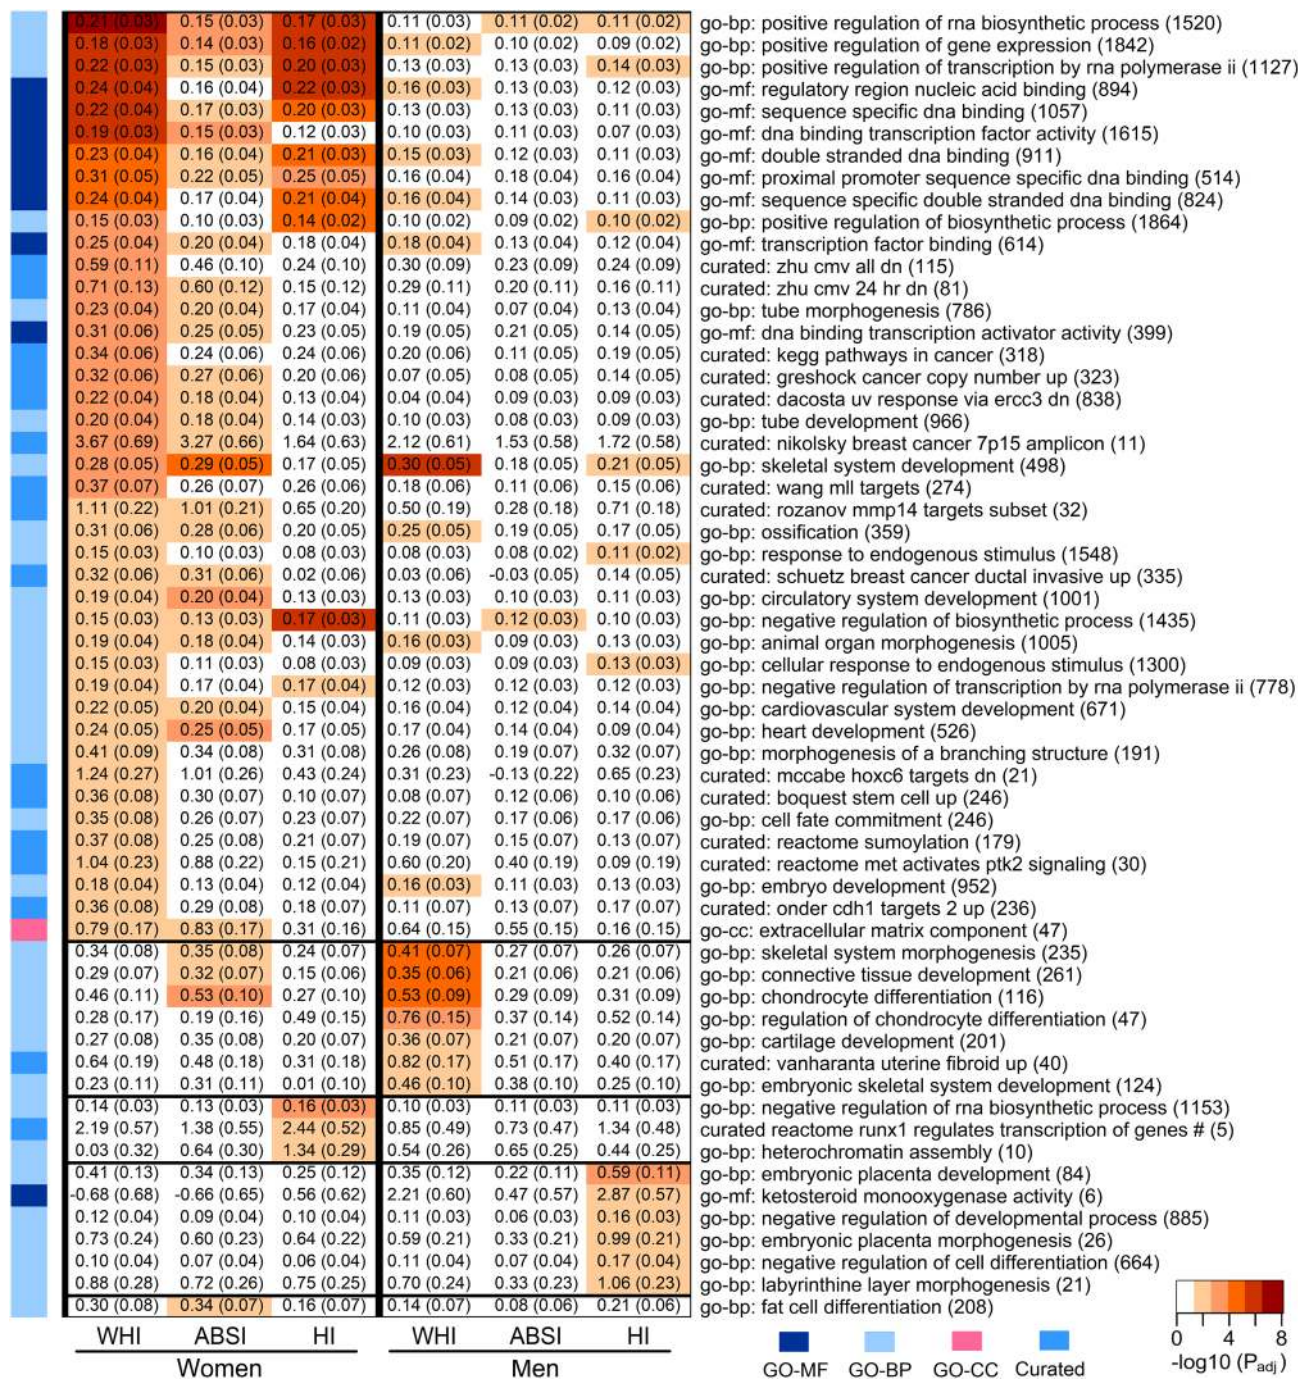 0.21 (0.03) 0.15 (0.03) 0.17 (0.03) 0.11 (0.03) 0.11 (0.02) 0.11 (0.02) go-bp: positive regulation of rna biosynthetic process (1520)
0.18 (0.03) 0.14 (0.03) 0.16 (0.02) 0.11 (0.02) 0.10 (0.02) 0.09 (0.02) go-bp: positive regulation of gene expression (1842)
0.22 (0.03) 0.15 (0.03) 0.20 (0.03) 0.13 (0.03) 0.13 (0.03) 0.14 (0.03) go-bp: positive regulation of transcription by rna polymerase ii (1127)
0.24 (0.04) 0.16 (0.04) 0.22 (0.03) 0.16 (0.03) 0.13 (0.03) 0.12 (0.03) go-mf: regulatory region nucleic acid binding (894)
0.22 (0.04) 0.17 (0.03) 0.20 (0.03) 0.13 (0.03) 0.13 (0.03) 0.11 (0.03) go-mf: sequence specific dna binding (1057)
0.19 (0.03) 0.15 (0.03) 0.12 (0.03) 0.10 (0.03) 0.11 (0.03) 0.07 (0.03) go-mf: dna binding transcription factor activity (1615)
0.23 (0.04) 0.16 (0.04) 0.21 (0.03) 0.15 (0.03) 0.12 (0.03) 0.11 (0.03) go-mf: double stranded dna binding (911)
0.31 (0.05) 0.22 (0.05) 0.25 (0.05) 0.16 (0.04) 0.18 (0.04) 0.16 (0.04) go-mf: proximal promoter sequence specific dna binding (514)
0.24 (0.04) 0.17 (0.04) 0.21 (0.04) 0.16 (0.04) 0.14 (0.03) 0.11 (0.03) go-mf: sequence specific double stranded dna binding (824)
0.15 (0.03) 0.10 (0.03) 0.14 (0.02) 0.10 (0.02) 0.09 (0.02) 0.10 (0.02) go-bp: positive regulation of biosynthetic process (1864)
0.25 (0.04) 0.20 (0.04) 0.18 (0.04) 0.18 (0.04) 0.13 (0.04) 0.12 (0.04) go-mf: transcription factor binding (614)
0.59 (0.11) 0.46 (0.10) 0.24 (0.10) 0.30 (0.09) 0.23 (0.09) 0.24 (0.09) curated: zhu cmv all dn (115)
0.71 (0.13) 0.60 (0.12) 0.15 (0.12) 0.29 (0.11) 0.20 (0.11) 0.16 (0.11) curated: zhu cmv 24 hr dn (81)
0.23 (0.04) 0.20 (0.04) 0.17 (0.04) 0.11 (0.04) 0.07 (0.04) 0.13 (0.04) go-bp: tube morphogenesis (786)
0.31 (0.06) 0.25 (0.05) 0.23 (0.05) 0.19 (0.05) 0.21 (0.05) 0.14 (0.05) go-mf: dna binding transcription activator activity (399)
0.34 (0.06) 0.24 (0.06) 0.24 (0.06) 0.20 (0.06) 0.11 (0.05) 0.19 (0.05) curated: kegg pathways in cancer (318)
0.32 (0.06) 0.27 (0.06) 0.20 (0.06) 0.07 (0.05) 0.08 (0.05) 0.14 (0.05) curated: greshock cancer copy number up (323)
0.22 (0.04) 0.18 (0.04) 0.13 (0.04) 0.04 (0.04) 0.09 (0.03) 0.09 (0.03) curated: dacosta uv response via ercc3 dn (838)
0.20 (0.04) 0.18 (0.04) 0.14 (0.03) 0.10 (0.03) 0.08 (0.03) 0.09 (0.03) go-bp: tube development (966)
3.67 (0.69) 3.27 (0.66) 1.64 (0.63) 2.12 (0.61) 1.53 (0.58) 1.72 (0.58) curated: nikolsky breast cancer 7p15 amplicon (11)
0.28 (0.05) 0.29 (0.05) 0.17 (0.05) 0.30 (0.05) 0.18 (0.05) 0.21 (0.05) go-bp: skeletal system development (498)
0.37 (0.07) 0.26 (0.07) 0.26 (0.06) 0.18 (0.06) 0.11 (0.06) 0.15 (0.06) curated: wang mll targets (274)
1.11 (0.22) 1.01 (0.21) 0.65 (0.20) 0.50 (0.19) 0.28 (0.18) 0.71 (0.18) curated: rozanov mmp14 targets subset (32)
0.31 (0.06) 0.28 (0.06) 0.20 (0.05) 0.25 (0.05) 0.19 (0.05) 0.17 (0.05) go-bp: ossification (359)
0.15 (0.03) 0.10 (0.03) 0.08 (0.03) 0.08 (0.03) 0.08 (0.02) 0.11 (0.02) go-bp: response to endogenous stimulus (1548)
0.32 (0.06) 0.31 (0.06) 0.02 (0.06) 0.03 (0.06) -0.03 (0.05) 0.14 (0.05) curated: schuetz breast cancer ductal invasive up (335)
0.19 (0.04) 0.20 (0.04) 0.13 (0.03) 0.13 (0.03) 0.10 (0.03) 0.11 (0.03) go-bp: circulatory system development (1001)
0.15 (0.03) 0.13 (0.03) 0.17 (0.03) 0.11 (0.03) 0.12 (0.03) 0.10 (0.03) go-bp: negative regulation of biosynthetic process (1435)
0.19 (0.04) 0.18 (0.04) 0.14 (0.03) 0.16 (0.03) 0.09 (0.03) 0.13 (0.03) go-bp: animal organ morphogenesis (1005)
0.15 (0.03) 0.11 (0.03) 0.08 (0.03) 0.09 (0.03) 0.09 (0.03) 0.13 (0.03) go-bp: cellular response to endogenous stimulus (1300)
0.19 (0.04) 0.17 (0.04) 0.17 (0.04) 0.12 (0.03) 0.12 (0.03) 0.12 (0.03) go-bp: negative regulation of transcription by rna polymerase ii (778)
0.22 (0.05) 0.20 (0.04) 0.15 (0.04) 0.16 (0.04) 0.12 (0.04) 0.14 (0.04) go-bp: cardiovascular system development (671)
0.24 (0.05) 0.25 (0.05) 0.17 (0.05) 0.17 (0.04) 0.14 (0.04) 0.09 (0.04) go-bp: heart development (526)
0.41 (0.09) 0.34 (0.08) 0.31 (0.08) 0.26 (0.08) 0.19 (0.07) 0.32 (0.07) go-bp: morphogenesis of a branching structure (191)
1.24 (0.27) 1.01 (0.26) 0.43 (0.24) 0.31 (0.23) -0.13 (0.22) 0.65 (0.23) curated: mccabe hoxc6 targets dn (21)
0.36 (0.08) 0.30 (0.07) 0.10 (0.07) 0.08 (0.07) 0.12 (0.06) 0.10 (0.06) curated: boquest stem cell up (246)
0.35 (0.08) 0.26 (0.07) 0.23 (0.07) 0.22 (0.07) 0.17 (0.06) 0.17 (0.06) go-bp: cell fate commitment (246)
0.37 (0.08) 0.25 (0.08) 0.21 (0.07) 0.19 (0.07) 0.15 (0.07) 0.13 (0.07) curated: reactome sumoylation (179)
1.04 (0.23) 0.88 (0.22) 0.15 (0.21) 0.60 (0.20) 0.40 (0.19) 0.09 (0.19) curated: reactome met activates ptk2 signaling (30)
0.18 (0.04) 0.13 (0.04) 0.12 (0.04) 0.16 (0.03) 0.11 (0.03) 0.13 (0.03) go-bp: embryo development (952)
0.36 (0.08) 0.29 (0.08) 0.18 (0.07) 0.11 (0.07) 0.13 (0.07) 0.17 (0.07) curated: onder cdh1 targets 2 up (236)
0.79 (0.17) 0.83 (0.17) 0.31 (0.16) 0.64 (0.15) 0.55 (0.15) 0.16 (0.15) go-cc: extracellular matrix component (47)
0.34 (0.08) 0.35 (0.08) 0.24 (0.07) 0.41 (0.07) 0.27 (0.07) 0.26 (0.07) go-bp: skeletal system morphogenesis (235)
0.29 (0.07) 0.32 (0.07) 0.15 (0.06) 0.35 (0.06) 0.21 (0.06) 0.21 (0.06) go-bp: connective tissue development (261)
0.46 (0.11) 0.53 (0.10) 0.27 (0.10) 0.53 (0.09) 0.29 (0.09) 0.31 (0.09) go-bp: chondrocyte differentiation (116)
0.28 (0.17) 0.19 (0.16) 0.49 (0.15) 0.76 (0.15) 0.37 (0.14) 0.52 (0.14) go-bp: regulation of chondrocyte differentiation (47)
0.27 (0.08) 0.35 (0.08) 0.20 (0.07) 0.36 (0.07) 0.21 (0.07) 0.20 (0.07) go-bp: cartilage development (201)
0.64 (0.19) 0.48 (0.18) 0.31 (0.18) 0.82 (0.17) 0.51 (0.17) 0.40 (0.17) curated: vanharanta uterine fibroid up (40)
0.23 (0.11) 0.31 (0.11) 0.01 (0.10) 0.46 (0.10) 0.38 (0.10) 0.25 (0.10) go-bp: embryonic skeletal system development (124)
0.14 (0.03) 0.13 (0.03) 0.16 (0.03) 0.10 (0.03) 0.11 (0.03) 0.11 (0.03) go-bp: negative regulation of rna biosynthetic process (1153)
2.19 (0.57) 1.38 (0.55) 2.44 (0.52) 0.85 (0.49) 0.73 (0.47) 1.34 (0.48) curated reactome runx1 regulates transcription of genes # (5)
0.03 (0.32) 0.64 (0.30) 1.34 (0.29) 0.54 (0.26) 0.65 (0.25) 0.44 (0.25) go-bp: heterochromatin assembly (10)
0.41 (0.13) 0.34 (0.13) 0.25 (0.12) 0.35 (0.12) 0.22 (0.11) 0.59 (0.11) go-bp: embryonic placenta development (84)
-0.68 (0.68) -0.66 (0.65) 0.56 (0.62) 2.21 (0.60) 0.47 (0.57) 2.87 (0.57) go-mf: ketosteroid monooxygenase activity (6)
0.12 (0.04) 0.09 (0.04) 0.10 (0.04) 0.11 (0.03) 0.06 (0.03) 0.16 (0.03) go-bp: negative regulation of developmental process (885)
0.73 (0.24) 0.60 (0.23) 0.64 (0.22) 0.59 (0.21) 0.33 (0.21) 0.99 (0.21) go-bp: embryonic placenta morphogenesis (26)
0.10 (0.04) 0.07 (0.04) 0.06 (0.04) 0.11 (0.04) 0.07 (0.04) 0.17 (0.04) go-bp: negative regulation of cell differentiation (664)
0.88 (0.28) 0.72 (0.26) 0.75 (0.25) 0.70 (0.24) 0.33 (0.23) 1.06 (0.23) go-bp: labyrinthine layer morphogenesis (21)
0.30 (0.08) 0.34 (0.07) 0.16 (0.07) 0.14 (0.07) 0.08 (0.06) 0.21 (0.06) go-bp: fat cell differentiation (208)
WHI ABSI HI WHI ABSI HI
Women Men
GO-MF GO-BP GO-CC Curated
0 4 8
-log10 (Padj)